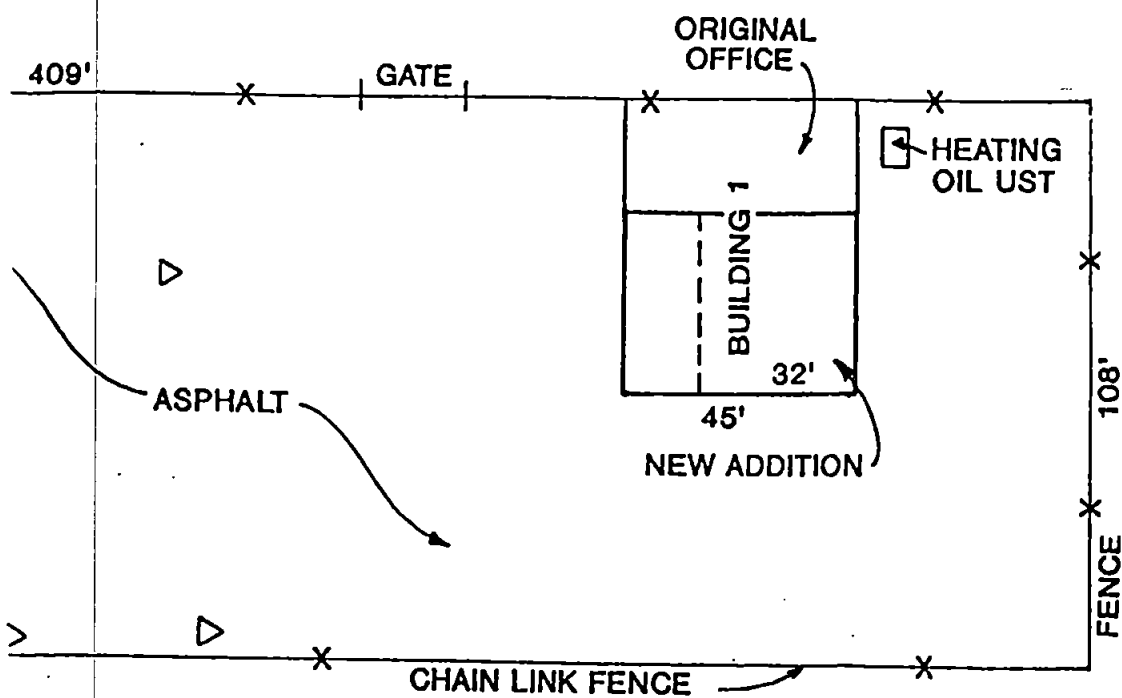 ORIGINAL
OFFICE
409'
GATE
HEATING
OIL UST
BUILDING 1
32'
45'
ASPHALT
NEW ADDITION
108'
FENCE
CHAIN LINK FENCE